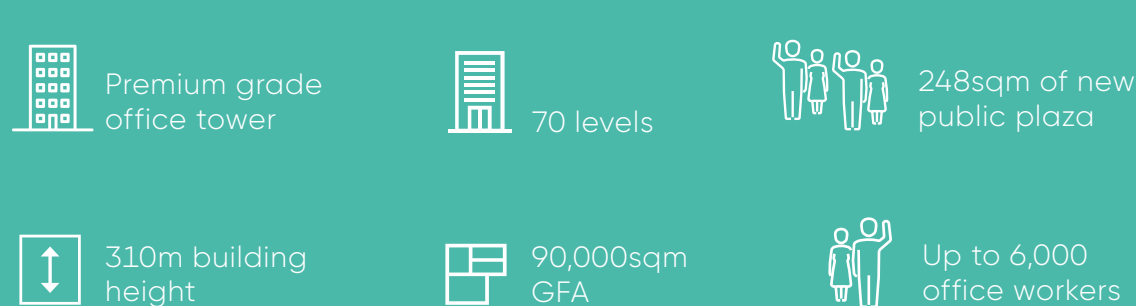 Premium grade
office tower
70 levels
248sqm of new
public plaza
310m building
height
90,000sqm
GFA
Up to 6,000
office workers